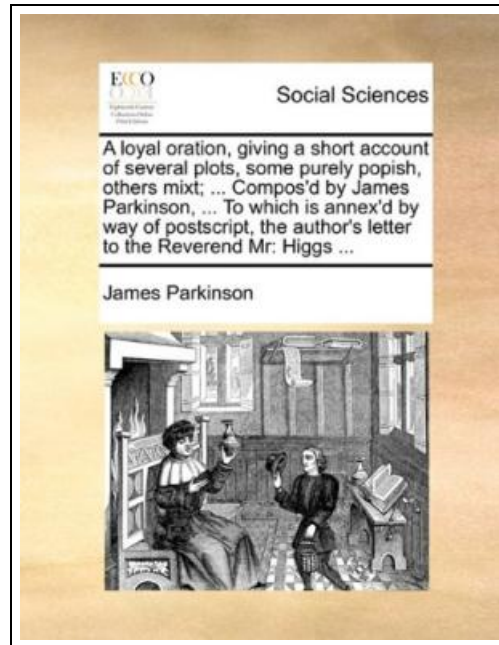 ECCO
Social Sciences
A loyal oration, giving a short account
of several plots, some purely popish,
others mixt; ... Compos'd by James
Parkinson, ... To which is annex'd by
way of postscript, the author's letter
to the Reverend Mr: Higgs ...
James Parkinson